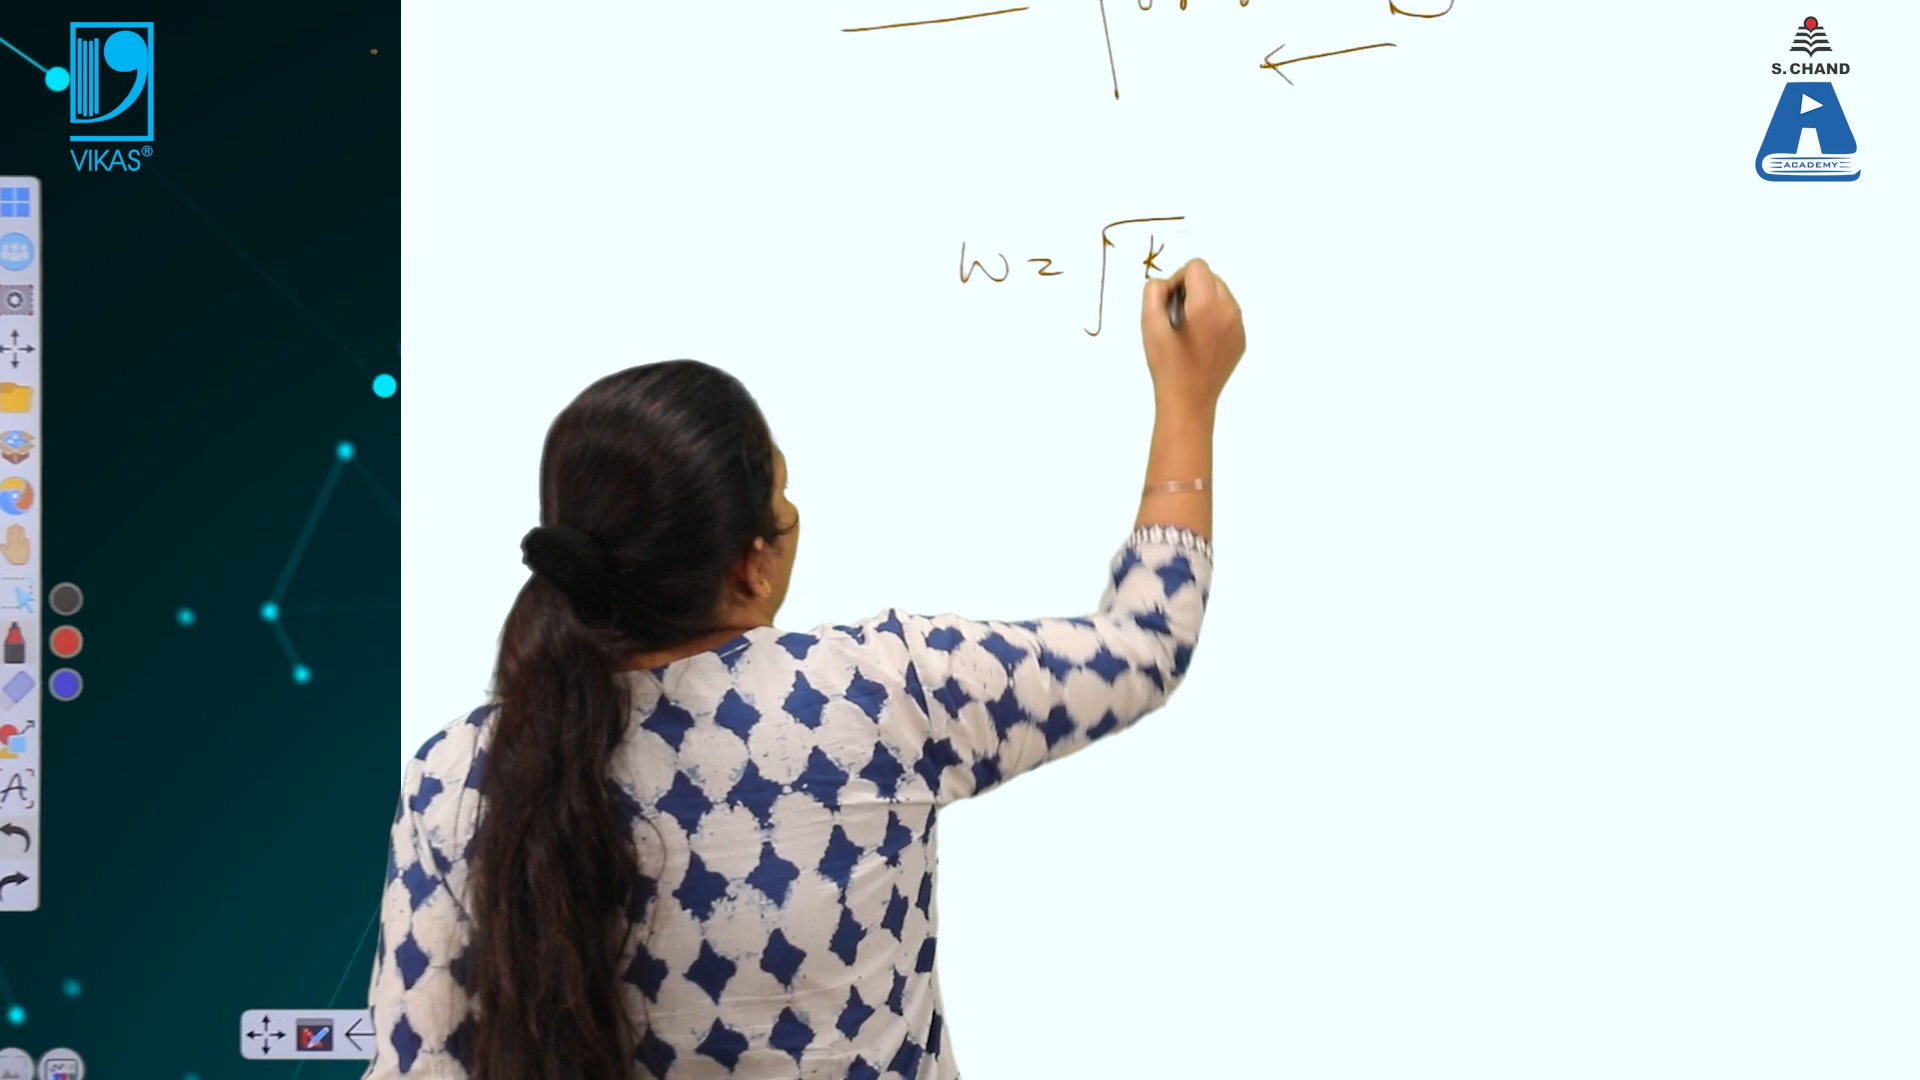 VIKAS®
S. CHAND
ACADEMY
ω = √k